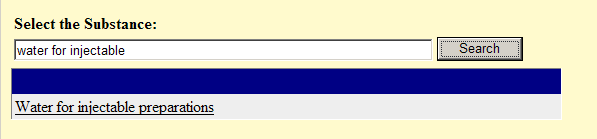 Select the Substance:
water for injectable Search
Water for injectable preparations